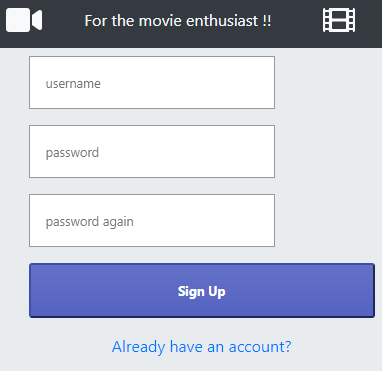 For the movie enthusiast !!
username
password
password again
Sign Up
Already have an account?